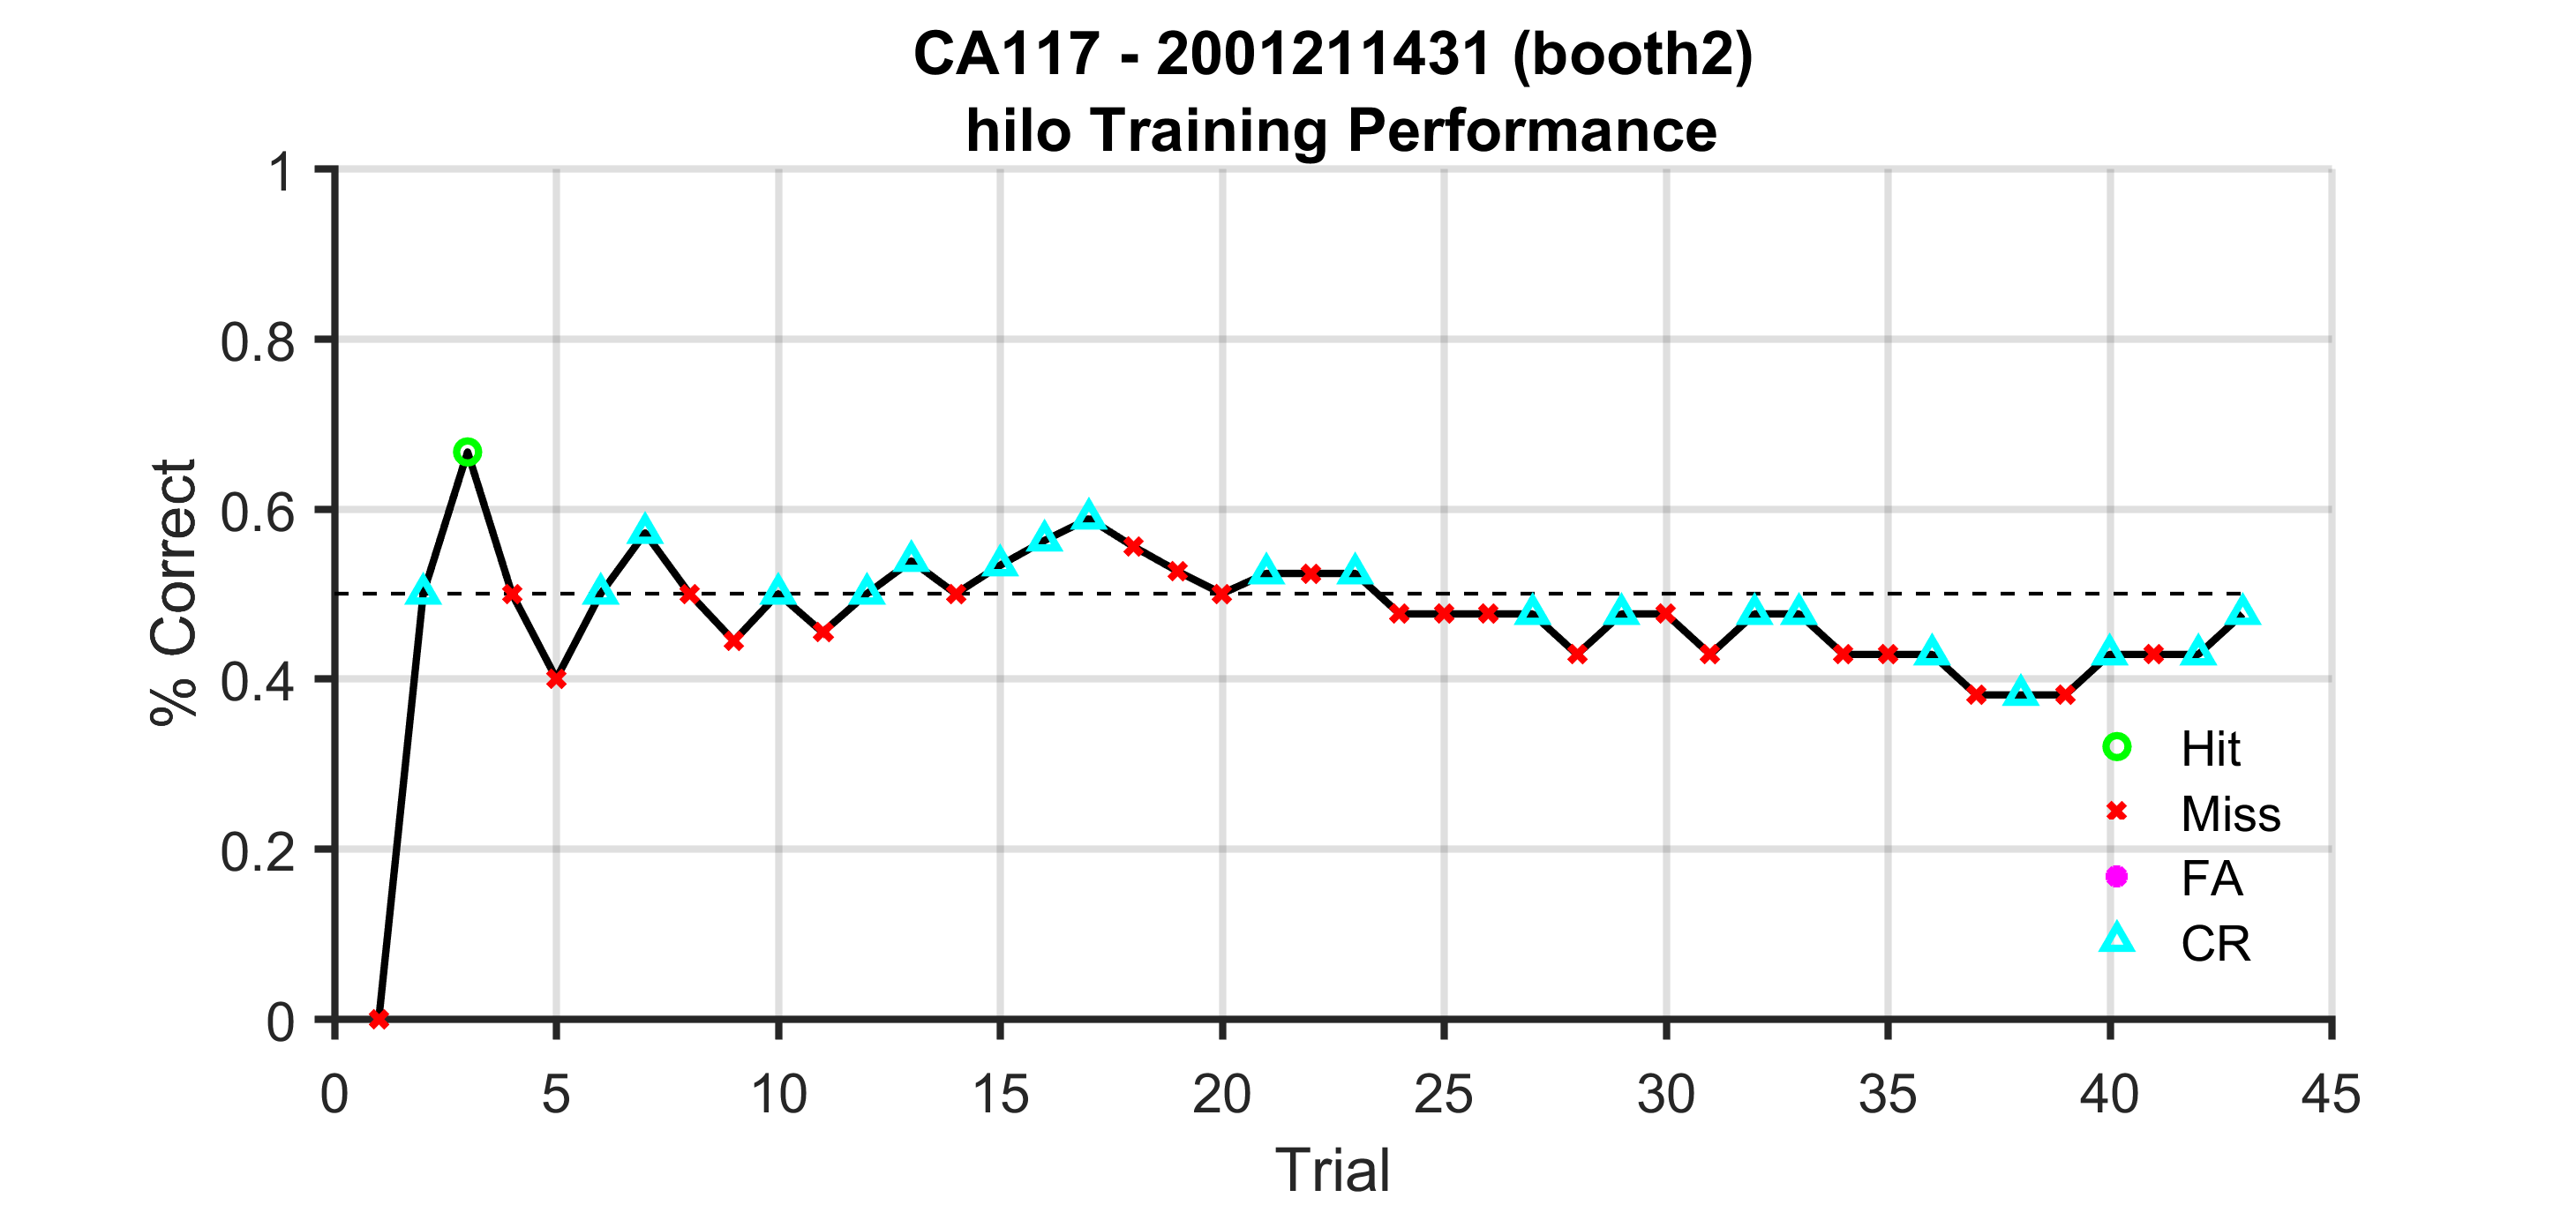 CA117 - 2001211431 (booth2)
hilo Training Performance
1
0.8
0.6
0.4
0.2
0
% Correct
Hit
Miss
FA
CR
0 5 10 15 20 25 30 35 40 45
Trial